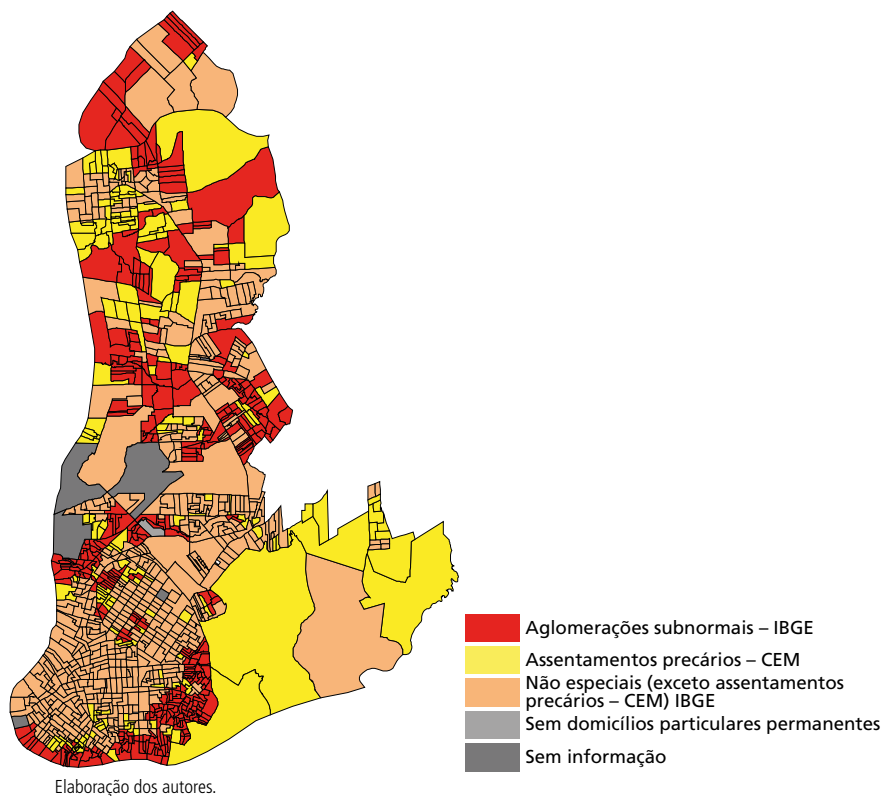 Aglomerações subnormais – IBGE
Assentamentos precários – CEM
Não especiais (exceto assentamentos
precários – CEM) IBGE
Sem domicílios particulares permanentes
Sem informação
Elaboração dos autores.